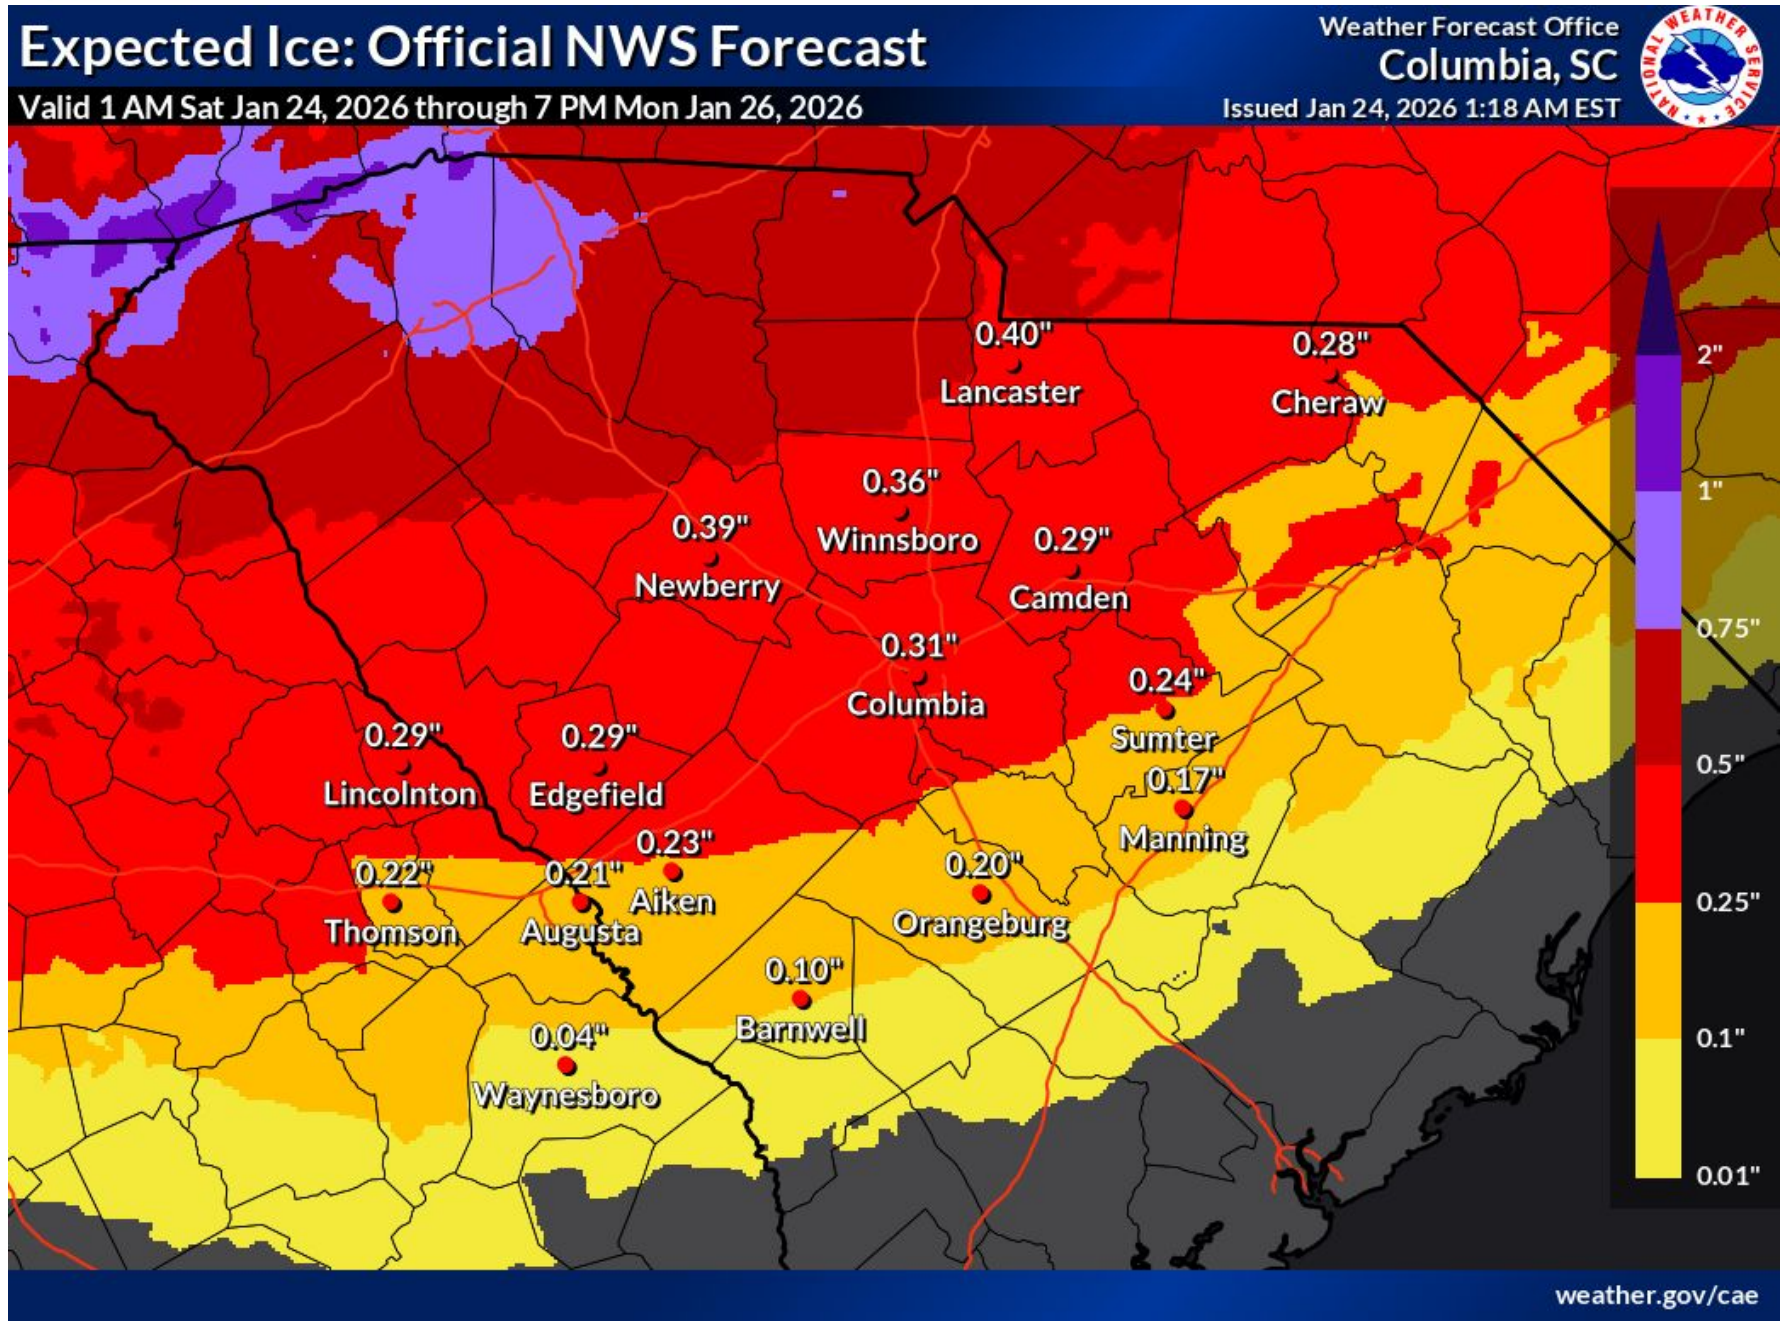 Expected Ice: Official NWS Forecast
Weather Forecast Office
Columbia, SC
Valid 1 AM Sat Jan 24, 2026 through 7 PM Mon Jan 26, 2026
Issued Jan 24, 2026 1:18 AM EST
NATIONAL WEATHER SERVICE
0.40"
Lancaster
0.28"
Cheraw
0.36"
Winnsboro
0.39"
Newberry
0.29"
Camden
0.31"
Columbia
0.24"
Sumter
0.29"
Lincolnton
0.29"
Edgefield
0.17"
Manning
0.23"
Aiken
0.22"
Thomson
0.21"
Augusta
0.20"
Orangeburg
0.10"
Barnwell
0.04"
Waynesboro
2"
1"
0.75"
0.5"
0.25"
0.1"
0.01"
weather.gov/cae